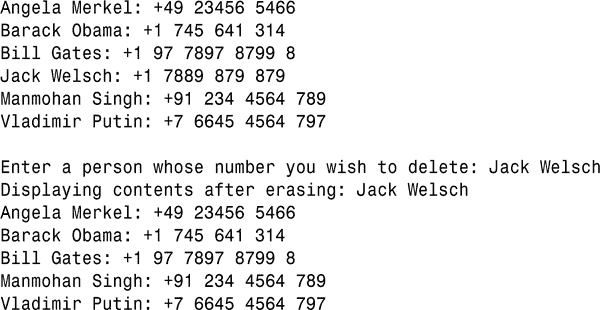 Angela Merkel: +49 23456 5466
Barack Obama: +1 745 641 314
Bill Gates: +1 97 7897 8799 8
Jack Welsch: +1 7889 879 879
Manmohan Singh: +91 234 4564 789
Vladimir Putin: +7 6645 4564 797
Enter a person whose number you wish to delete: Jack Welsch
Displaying contents after erasing: Jack Welsch
Angela Merkel: +49 23456 5466
Barack Obama: +1 745 641 314
Bill Gates: +1 97 7897 8799 8
Manmohan Singh: +91 234 4564 789
Vladimir Putin: +7 6645 4564 797